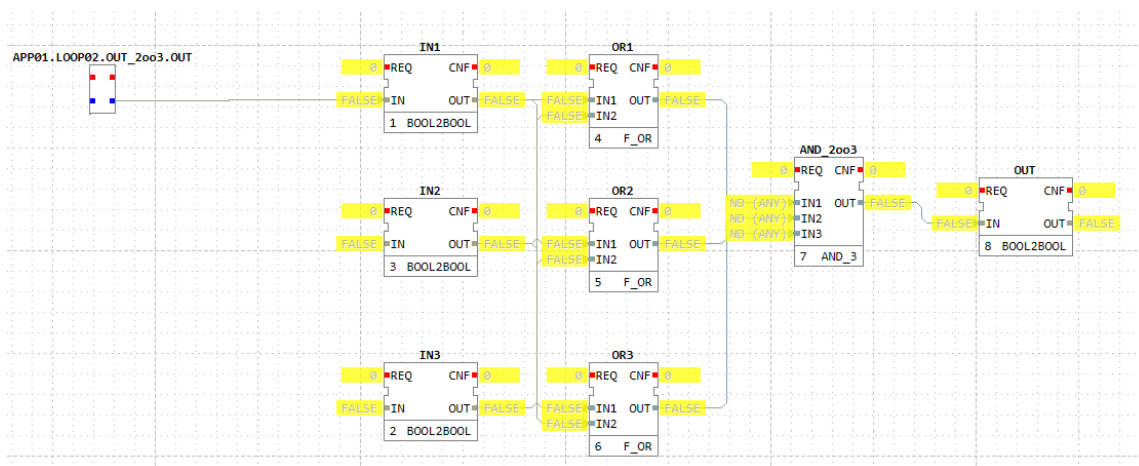 APP01.LOOP02.OUT_2oo3.OUT
IN1
0 REQ CNF 0
FALSE IN OUT FALSE
1 BOOL2BOOL
OR1
0 REQ CNF 0
FALSE IN1 OUT FALSE
FALSE IN2
4 F_OR
IN2
0 REQ CNF 0
FALSE IN OUT FALSE
3 BOOL2BOOL
OR2
0 REQ CNF 0
FALSE IN1 OUT FALSE
FALSE IN2
5 F_OR
IN3
0 REQ CNF 0
FALSE IN OUT FALSE
2 BOOL2BOOL
OR3
0 REQ CNF 0
FALSE IN1 OUT FALSE
FALSE IN2
6 F_OR
AND_2oo3
0 REQ CNF 0
ND (ANY) IN1 OUT FALSE
ND (ANY) IN2
ND (ANY) IN3
7 AND_3
OUT
0 REQ CNF 0
FALSE IN OUT FALSE
8 BOOL2BOOL